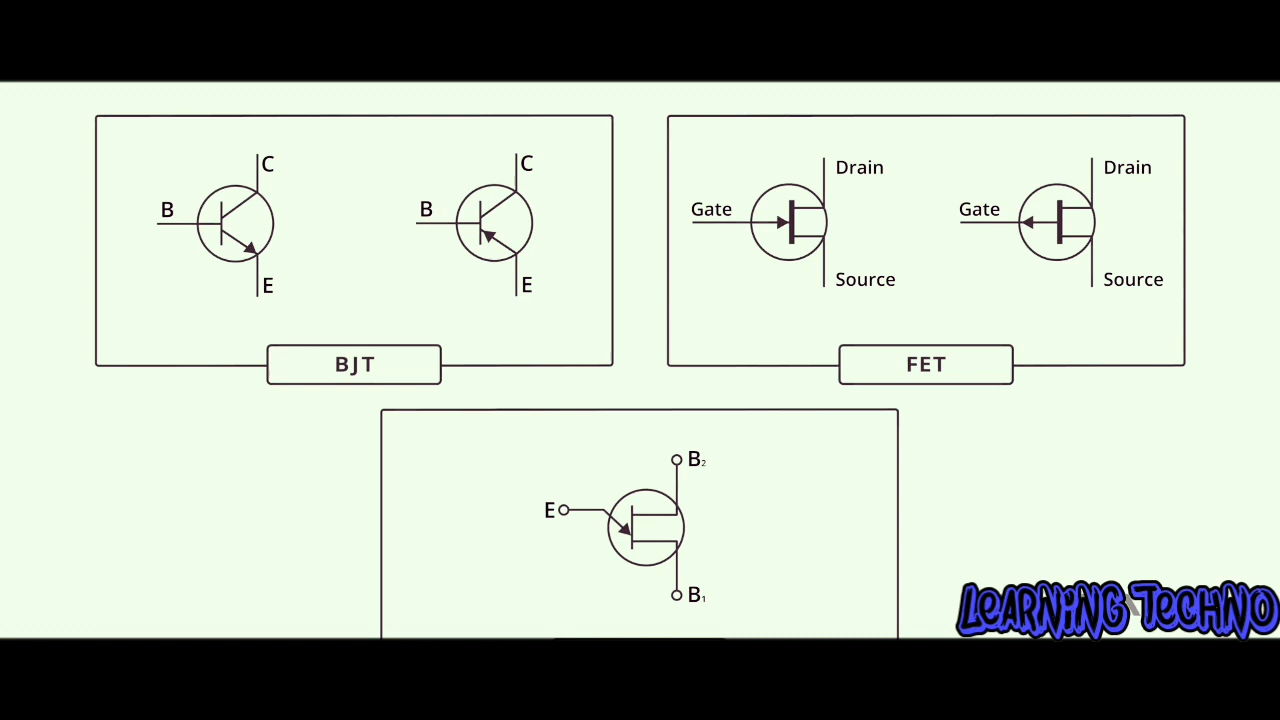 C
B
E
C
B
E
BJT
Drain
Gate
Source
Drain
Gate
Source
FET
B₂
E
B₁
LEARNING TECHNO